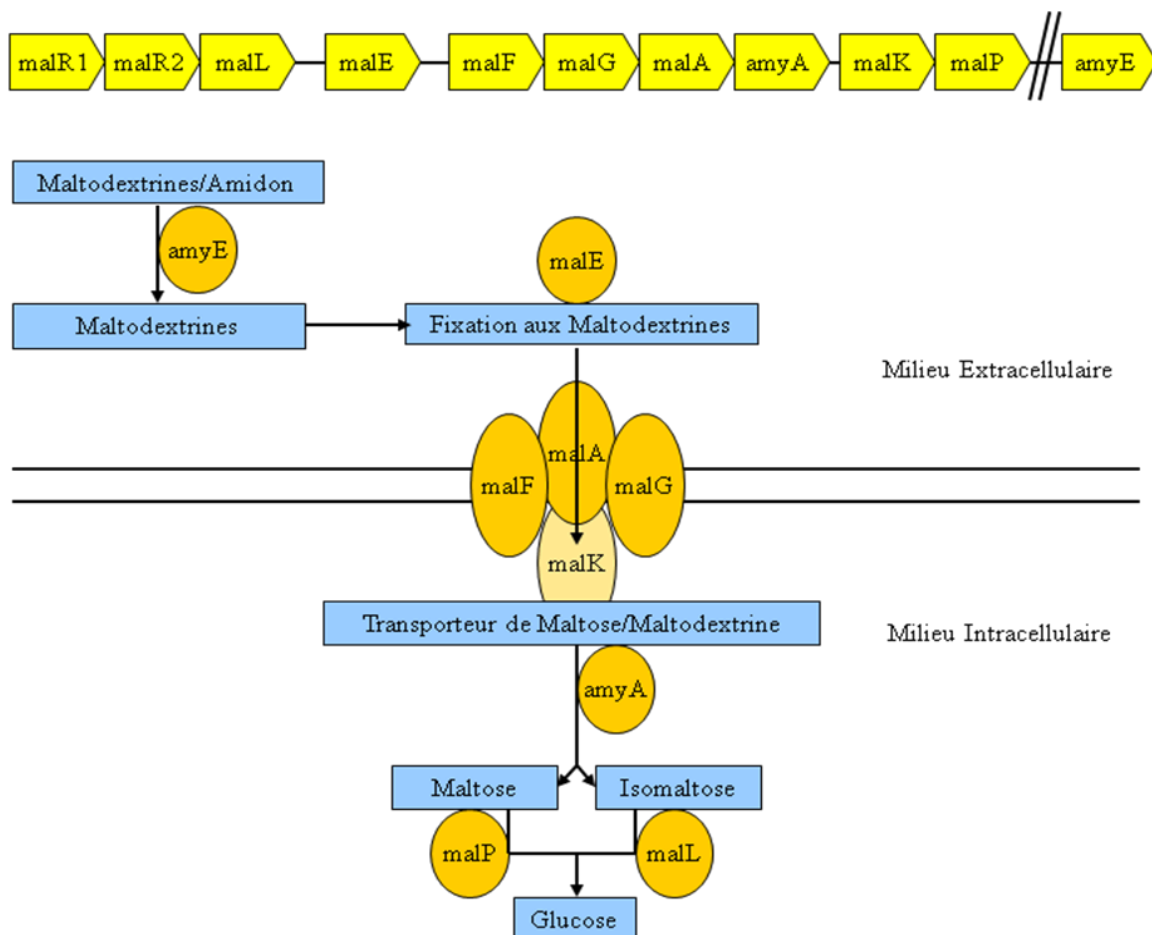 malR1 malR2 malL malE malF malG malA amyA malK malP amyE
Maltodextrines/Amidon
amyE
malE
Maltodextrines
Fixation aux Maltodextrines
Milieu Extracellulaire
malA
malF
malG
malK
Transporteur de Maltose/Maltodextrine
Milieu Intracellulaire
amyA
Maltose
Isomaltose
malP
malL
Glucose